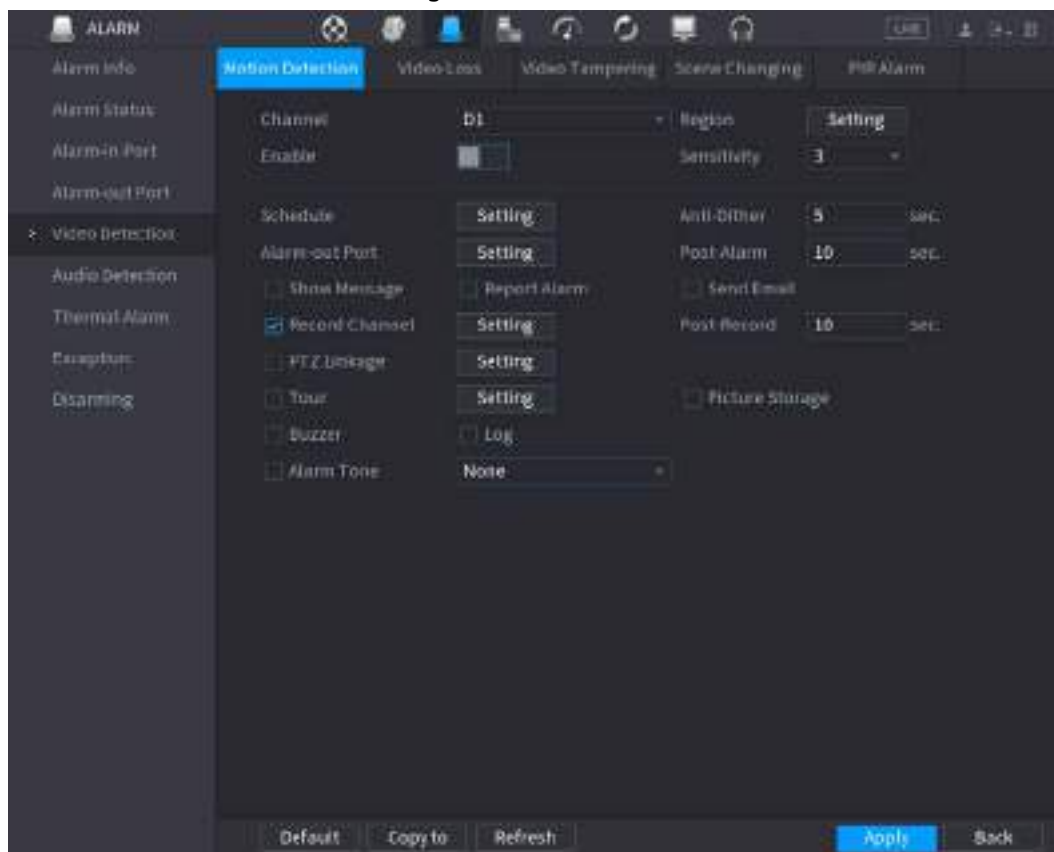 ALARM
LIVE
Alarm Info
Motion Detection Video Loss Video Tampering Scene Changing PIR Alarm
Alarm Status
Channel D1 Region Setting
Alarm-in Port
Enable Sensitivity 3
Alarm-out Port
Schedule Setting Anti-Dither 5 sec.
Video Detection
Alarm-out Port Setting Post-Alarm 10 sec.
Audio Detection
Show Message Report Alarm Send Email
Thermal Alarm
Record Channel Setting Post Record 10 sec.
Exception
PTZ Linkage Setting
Disarming
Tour Setting Picture Storage
Buzzer Log
Alarm Tone None
Default Copy to Refresh Apply Back